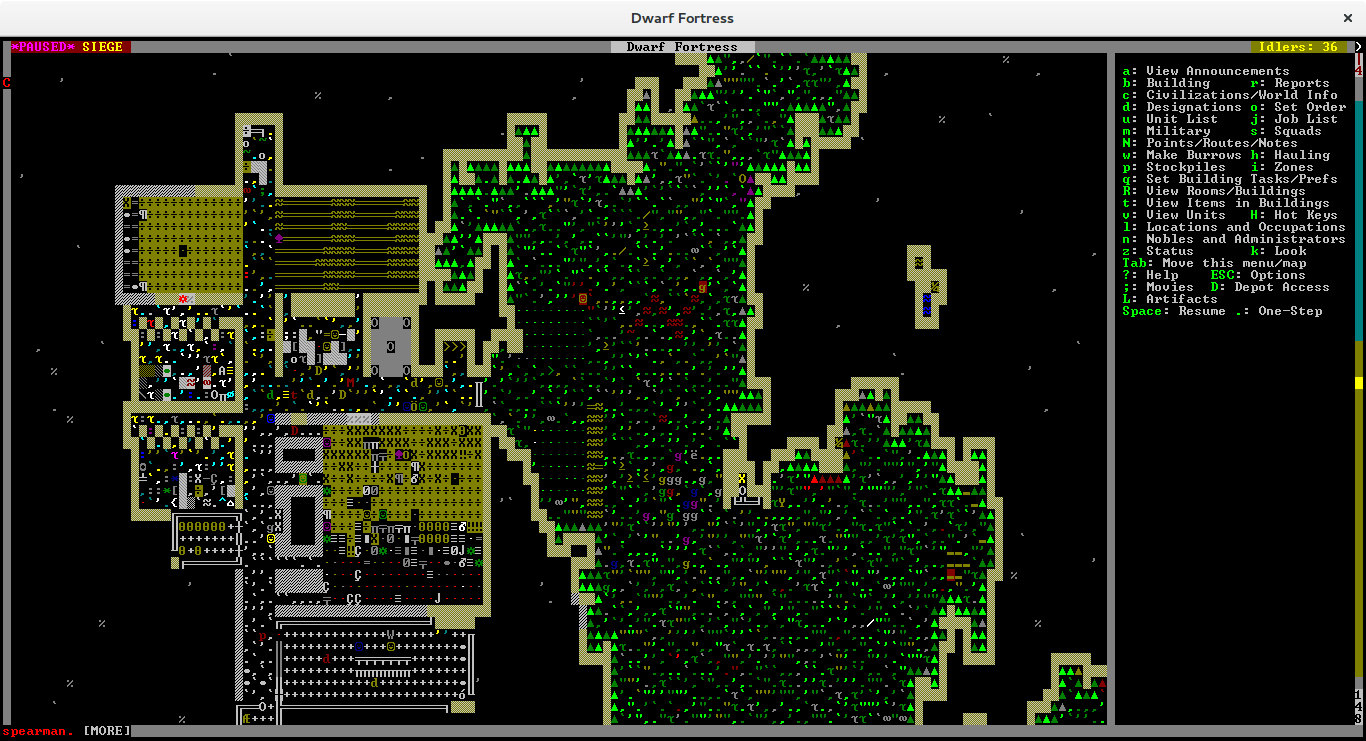 Dwarf Fortress
*PAUSED* SIEGE
Dwarf Fortress
Idlers: 36
a: View Announcements
b: Building r: Reports
c: Civilizations/World Info
d: Designations o: Set Order
u: Unit List j: Job List
m: Military s: Squads
N: Points/Routes/Notes
w: Make Burrows h: Hauling
p: Stockpiles i: Zones
q: Set Building Tasks/Prefs
R: View Rooms/Buildings
t: View Items in Buildings
v: View Units H: Hot Keys
l: Locations and Occupations
n: Nobles and Administrators
z: Status k: Look
Tab: Move this menu/map
?: Help ESC: Options
;: Movies D: Depot Access
L: Artifacts
Space: Resume .: One-Step
spearman. [MORE]